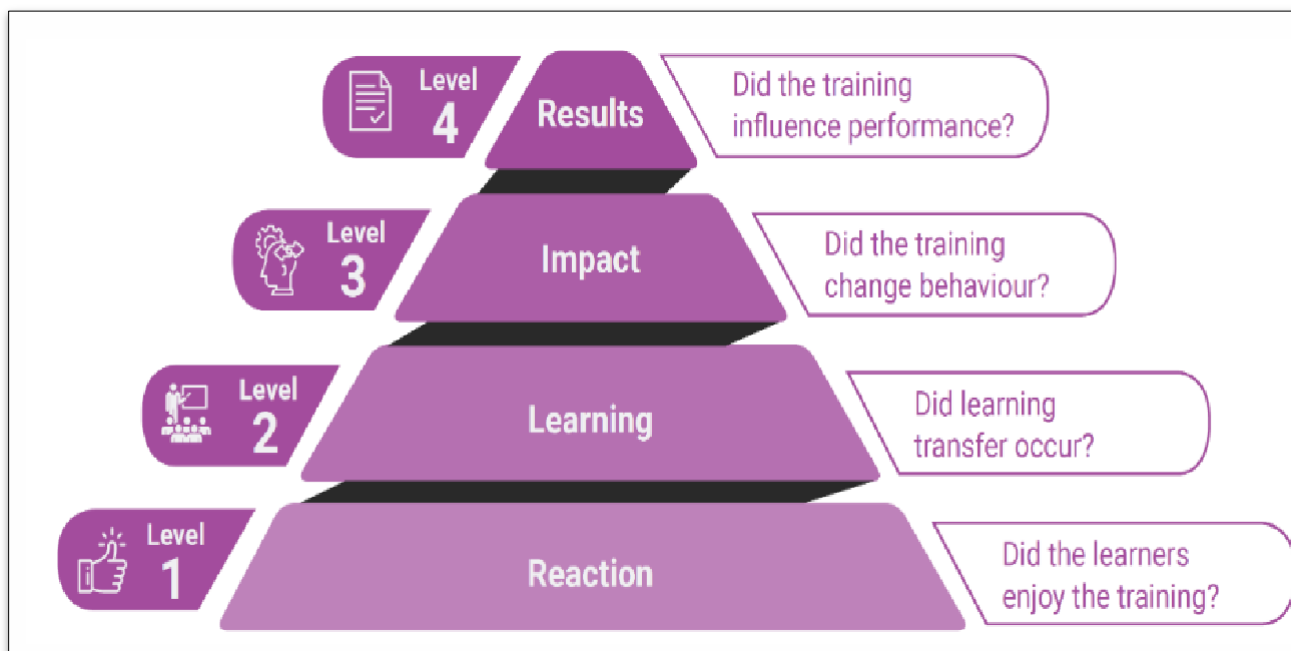 Level
4
Results
Did the training
influence performance?
Level
3
Impact
Did the training
change behaviour?
Level
2
Learning
Did learning
transfer occur?
Level
1
Reaction
Did the learners
enjoy the training?